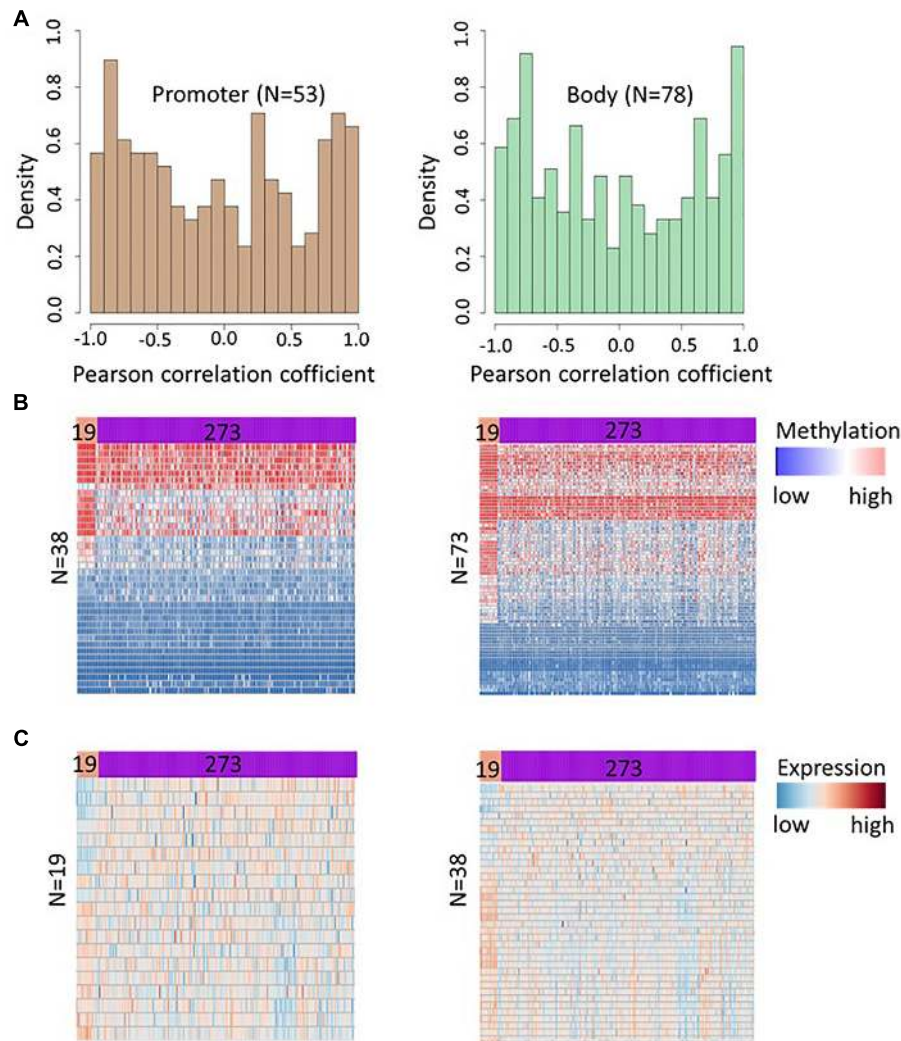 A
Density
1.0
0.8
0.6
0.4
0.2
0.0
Promoter (N=53)
-1.0 -0.5 0.0 0.5 1.0
Pearson correlation cofficient
Density
1.0
0.8
0.6
0.4
0.2
0.0
Body (N=78)
-1.0 -0.5 0.0 0.5 1.0
Pearson correlation cofficient
B
19 273
N=38
19 273
N=73
Methylation
low high
C
19 273
N=19
19 273
N=38
Expression
low high